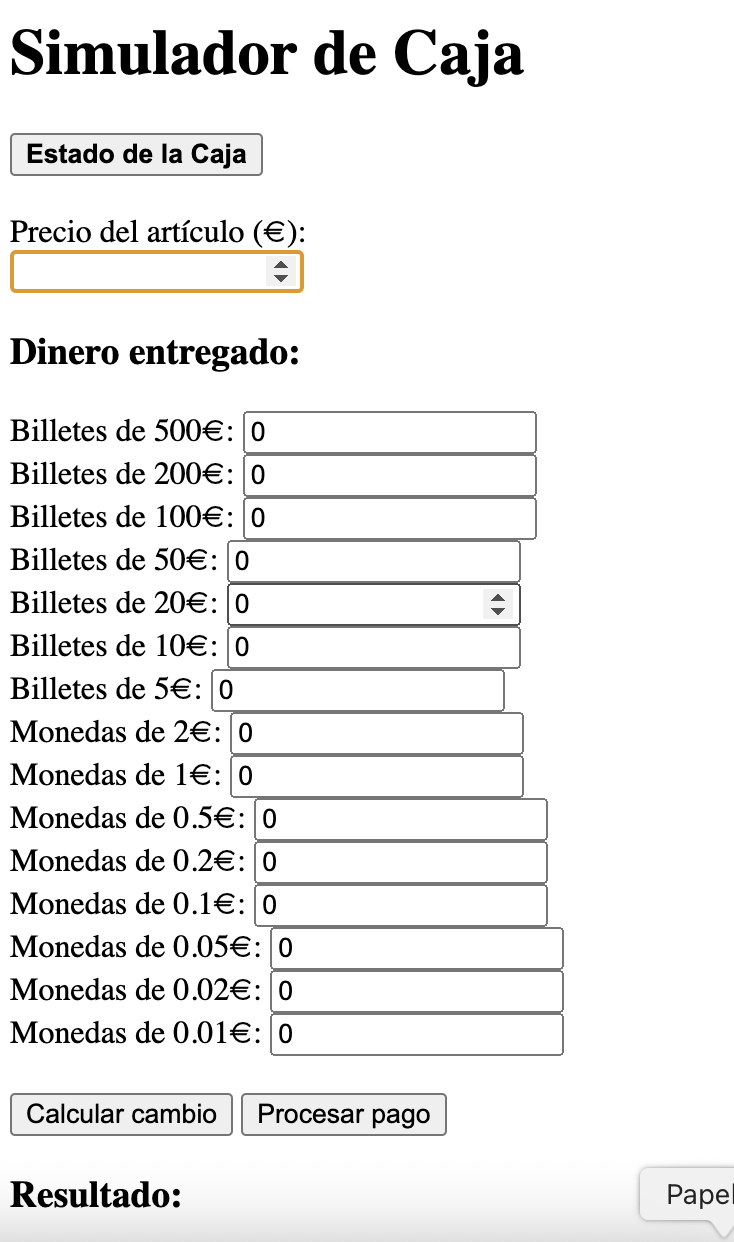 Simulador de Caja
Estado de la Caja
Precio del artículo (€):
Dinero entregado:
Billetes de 500€: 0
Billetes de 200€: 0
Billetes de 100€: 0
Billetes de 50€: 0
Billetes de 20€: 0
Billetes de 10€: 0
Billetes de 5€: 0
Monedas de 2€: 0
Monedas de 1€: 0
Monedas de 0.5€: 0
Monedas de 0.2€: 0
Monedas de 0.1€: 0
Monedas de 0.05€: 0
Monedas de 0.02€: 0
Monedas de 0.01€: 0
Calcular cambio Procesar pago
Resultado: